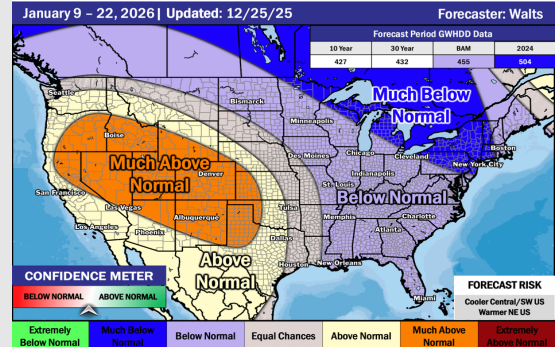 January 9 – 22, 2026| Updated: 12/25/25
Forecaster: Walts
Forecast Period GWHDD Data
10 Year 30 Year BAM 2024
427 432 455 504
Seattle
Bismarck
Much Below
Normal
Minneapolis
Boise
Boston
Much Above
Normal
Des Moines
Chicago
Cleveland
New York City
Denver
Indianapolis
San Francisco
St. Louis
Below Normal
Las Vegas
Albuquerque
Tulsa
Memphis
Charlotte
Los Angeles
Phoenix
Dallas
Atlanta
Above
Normal
Houston
New Orleans
Miami
CONFIDENCE METER
BELOW NORMAL
ABOVE NORMAL
FORECAST RISK
Cooler Central/SW US
Warmer NE US
Extremely
Below Normal
Much Below
Normal
Below Normal
Equal Chances
Above Normal
Much Above
Normal
Extremely
Above Normal